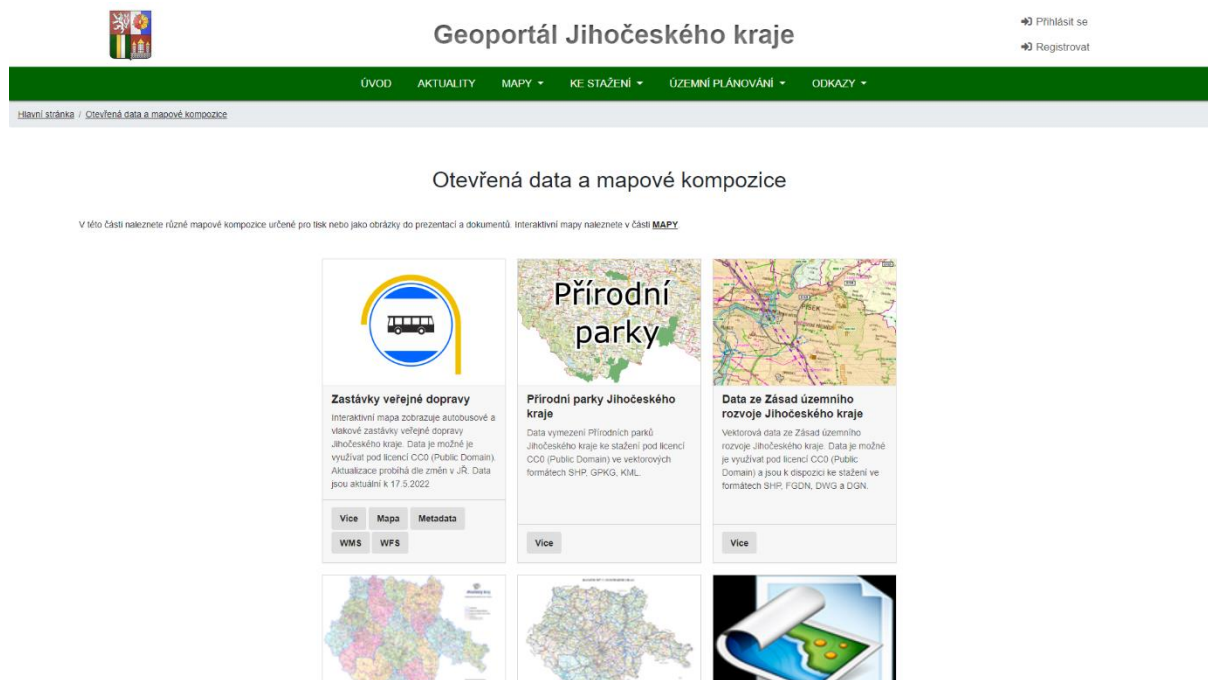 Geoportál Jihočeského kraje
Přihlásit se
Registrovat
ÚVOD AKTUALITY MAPY KE STAŽENÍ ÚZEMNÍ PLÁNOVÁNÍ ODKAZY
Hlavní stránka / Otevřená data a mapové kompozice
Otevřená data a mapové kompozice
V této části naleznete různé mapové kompozice určené pro tisk nebo jako obrázky do prezentací a dokumentů. Interaktivní mapy naleznete v části MAPY
Přírodní
parky
PÍSEK
Zastávky veřejné dopravy
Interaktivní mapa zobrazuje autobusové a
vlakové zastávky veřejné dopravy
Jihočeského kraje. Data je možné je
využívat pod licencí CC0 (Public Domain).
Aktualizace probíhá dle změn v JŘ. Data
jsou aktuální k 17.5.2022
Více Mapa Metadata
WMS WFS
Přírodní parky Jihočeského
kraje
Data vymezení Přírodních parků
Jihočeského kraje ke stažení pod licencí
CC0 (Public Domain) ve vektorových
formátech SHP, GPKG, KML.
Více
Data ze Zásad územního
rozvoje Jihočeského kraje
Vektorová data ze Zásad územního
rozvoje Jihočeského kraje. Data je možné
je využívat pod licencí CC0 (Public
Domain) a jsou k dispozici ke stažení ve
formátech SHP, FGDN, DWG a DGN.
Více